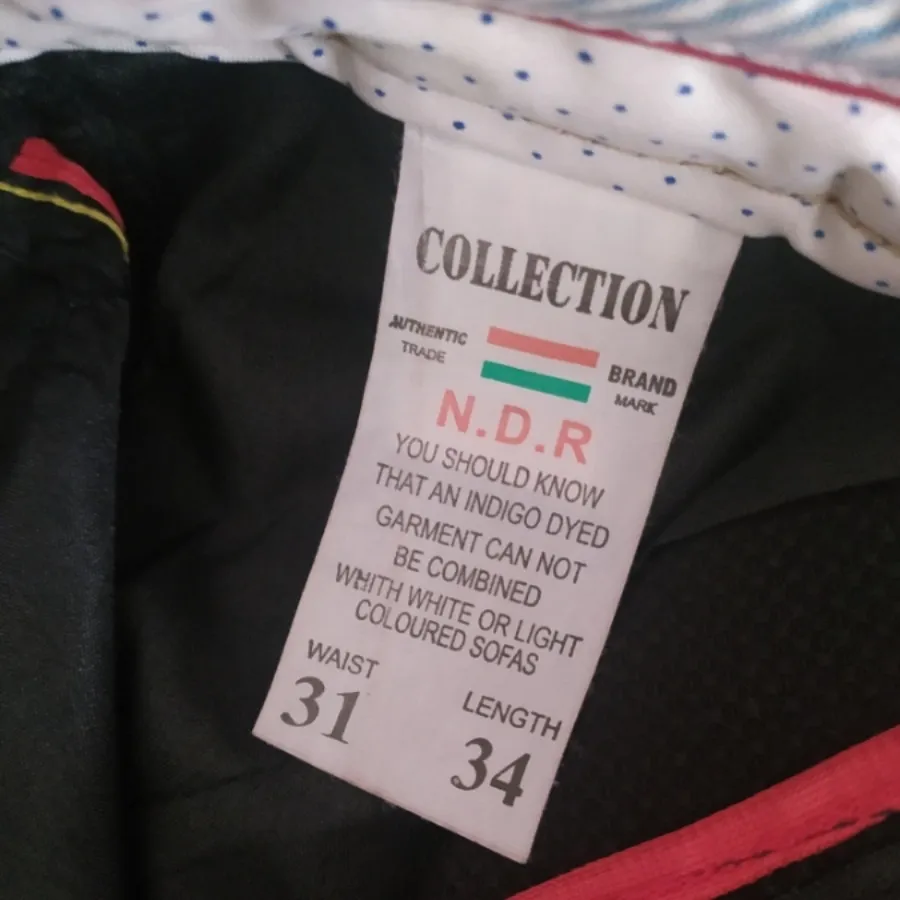 COLLECTION
AUTHENTIC
TRADE
BRAND
MARK
N.D.R
YOU SHOULD KNOW
THAT AN INDIGO DYED
GARMENT CAN NOT
BE COMBINED
WHITH WHITE OR LIGHT
COLOURED SOFAS
WAIST
31
LENGTH
34